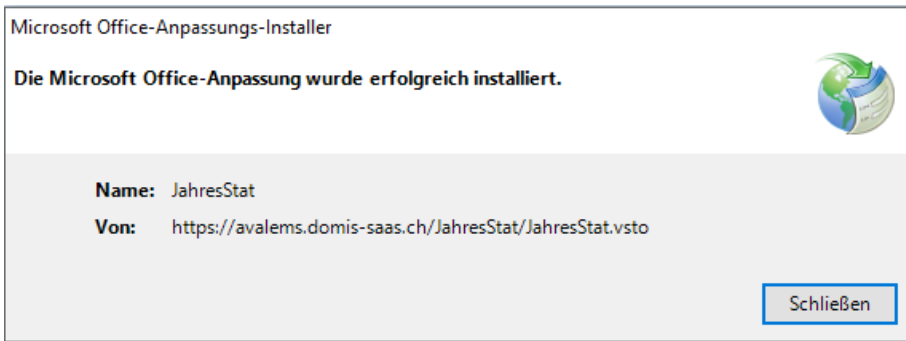 Microsoft Office-Anpassungs-Installer
Die Microsoft Office-Anpassung wurde erfolgreich installiert.
Name: JahresStat
Von: https://avalems.domis-saas.ch/JahresStat/JahresStat.vsto
Schließen